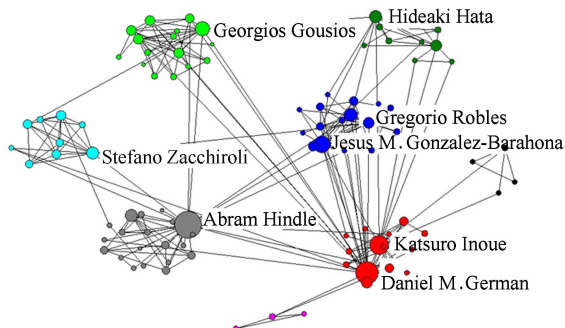 Georgios Gousios
Hideaki Hata
Gregorio Robles
Jesus M. Gonzalez-Barahona
Stefano Zacchiroli
Abram Hindle
Katsuro Inoue
Daniel M. German